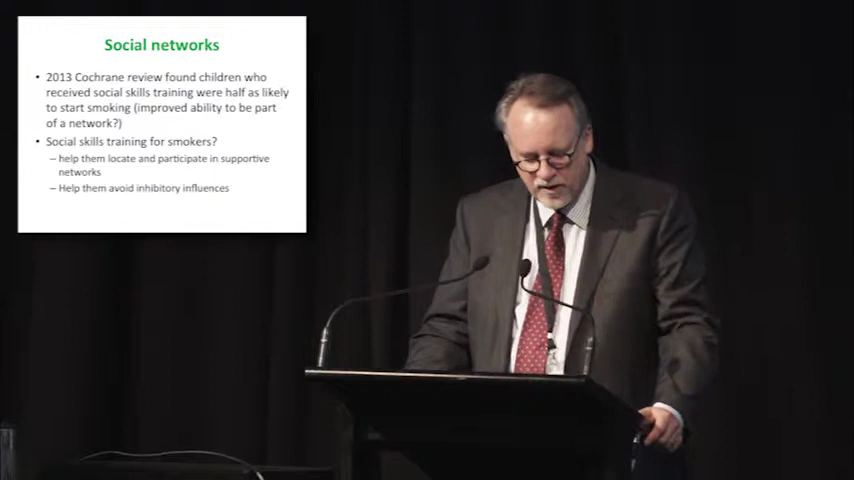 Social networks
• 2013 Cochrane review found children who
received social skills training were half as likely
to start smoking (improved ability to be part
of a network?)
• Social skills training for smokers?
– help them locate and participate in supportive
networks
– Help them avoid inhibitory influences